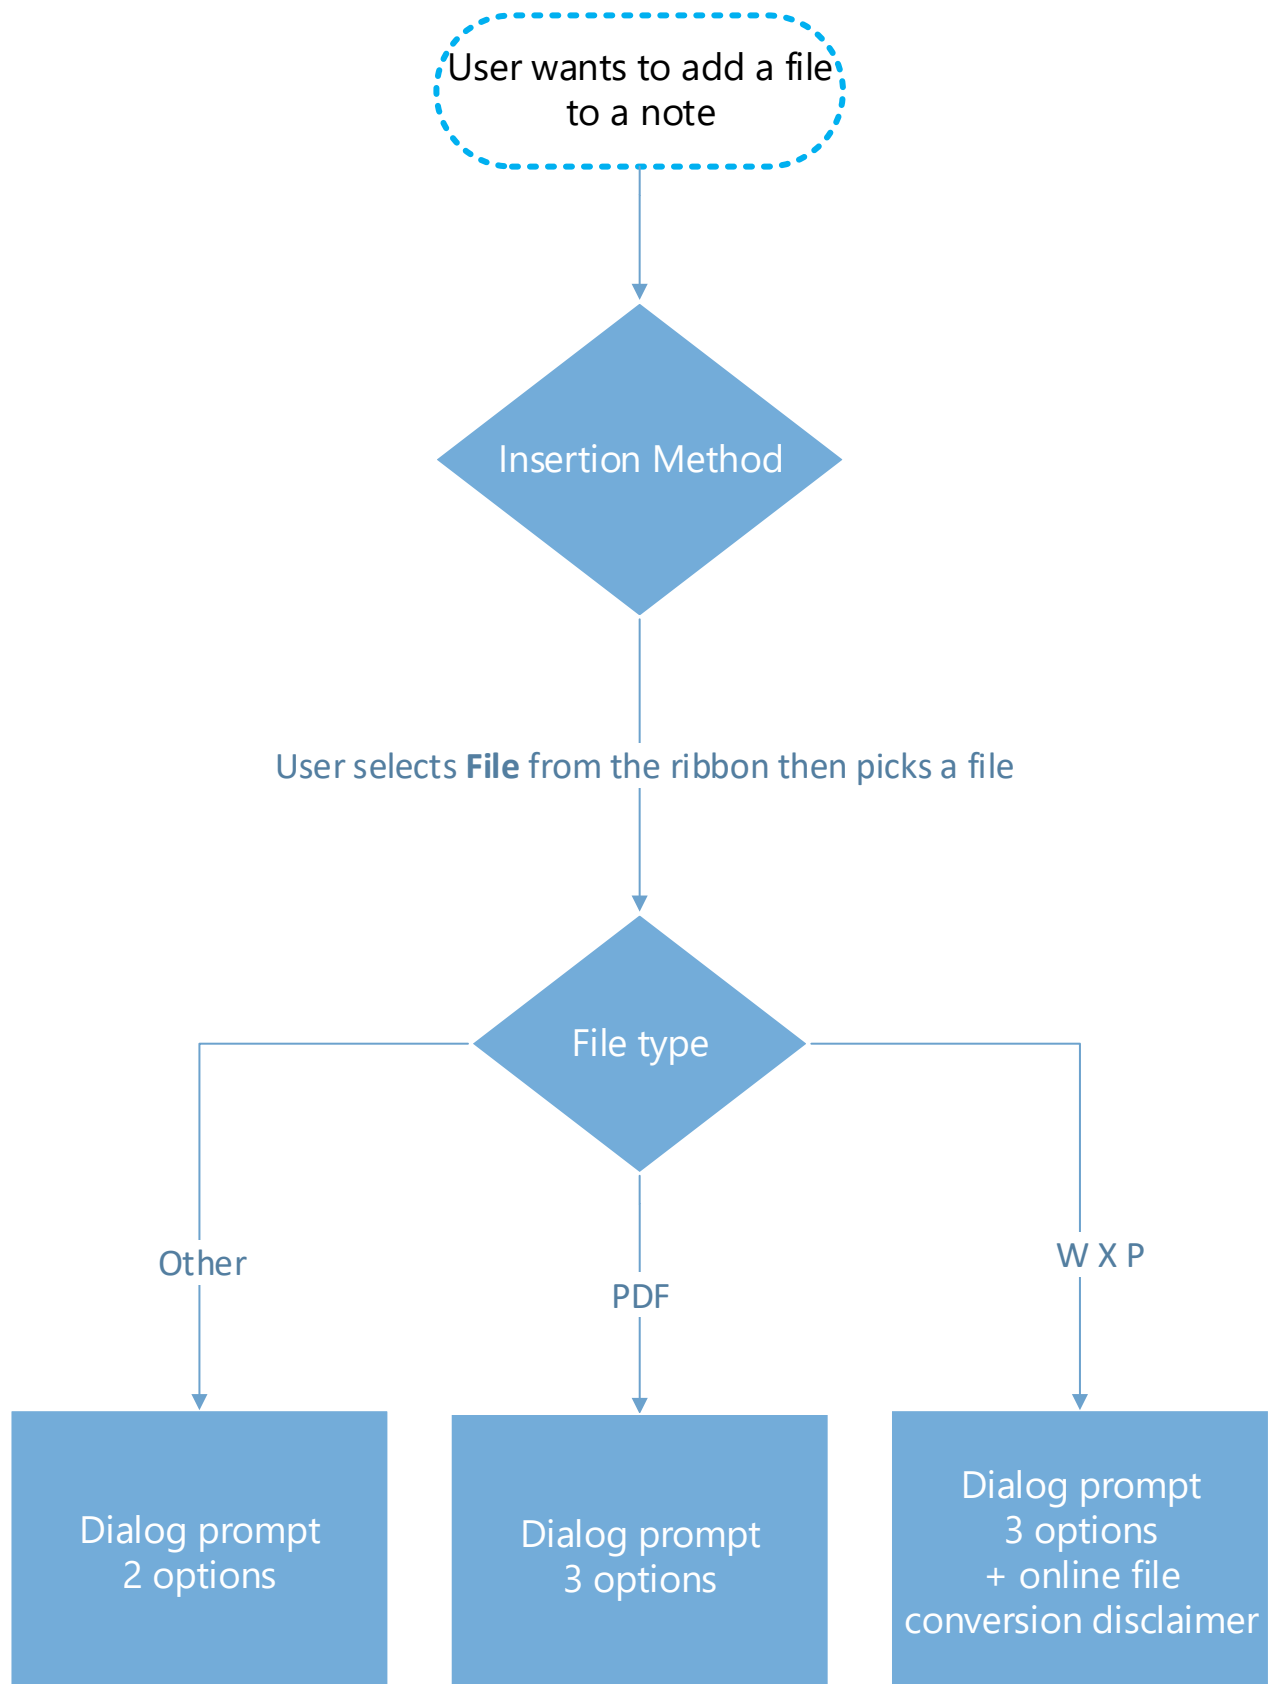 User wants to add a file
to a note
Insertion Method
User selects File from the ribbon then picks a file
File type
Other
PDF
W X P
Dialog prompt
2 options
Dialog prompt
3 options
Dialog prompt
3 options
+ online file
conversion disclaimer